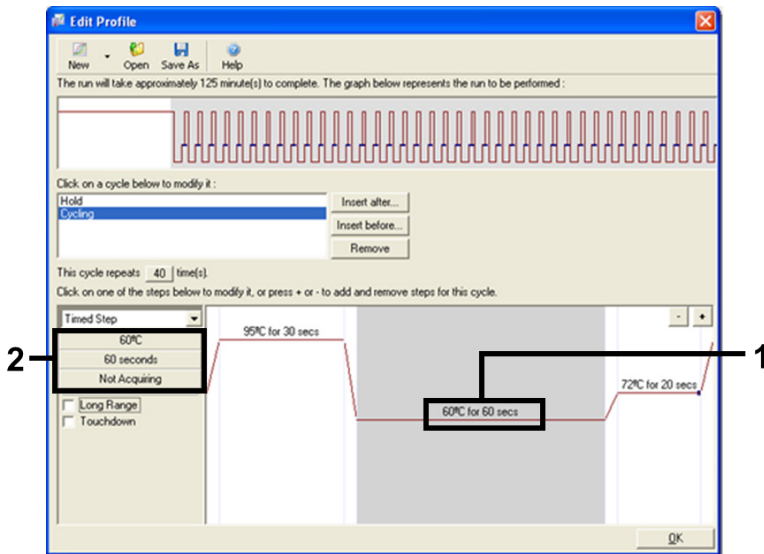 Edit Profile
New Open Save As Help
The run will take approximately 125 minute(s) to complete. The graph below represents the run to be performed :
Click on a cycle below to modify it :
Hold
Cycling
Insert after...
Insert before...
Remove
This cycle repeats 40 time(s).
Click on one of the steps below to modify it, or press + or - to add and remove steps for this cycle.
Timed Step
- +
60ºC
95ºC for 30 secs
2
60 seconds
1
Not Acquiring
72ºC for 20 secs
Long Range
60ºC for 60 secs
Touchdown
OK